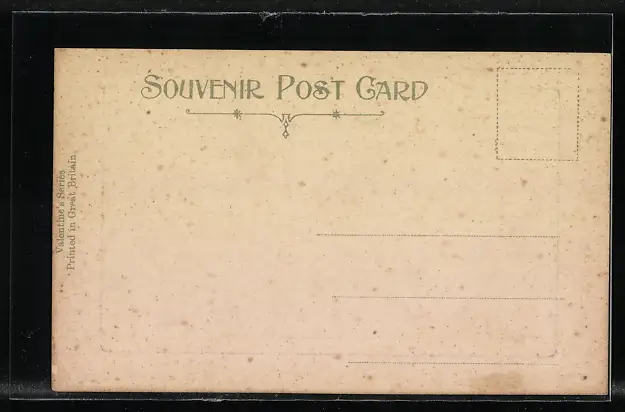 SOUVENIR POST CARD
Valentine's Series
Printed in Great Britain